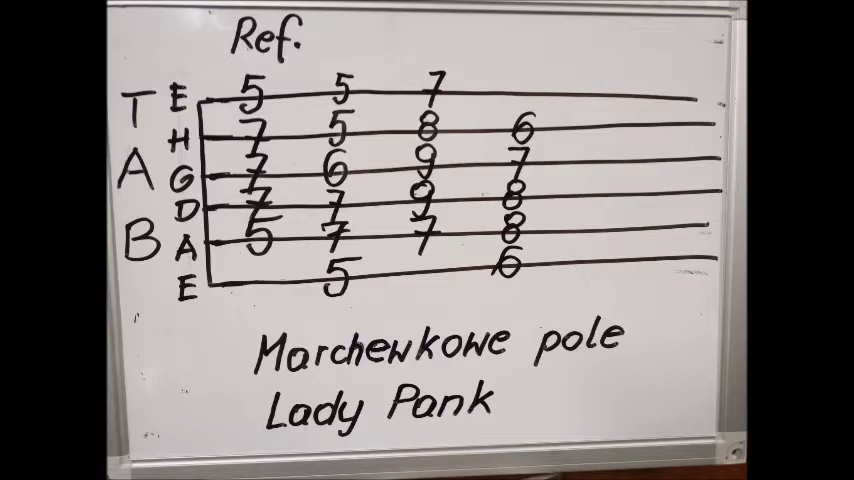 Ref.
TAB
E 5 5 7
H 7 5 8 6
G 7 6 9 7
D 7 7 9 8
A 5 7 7 8
E 5 6
Marchewkowe pole
Lady Pank